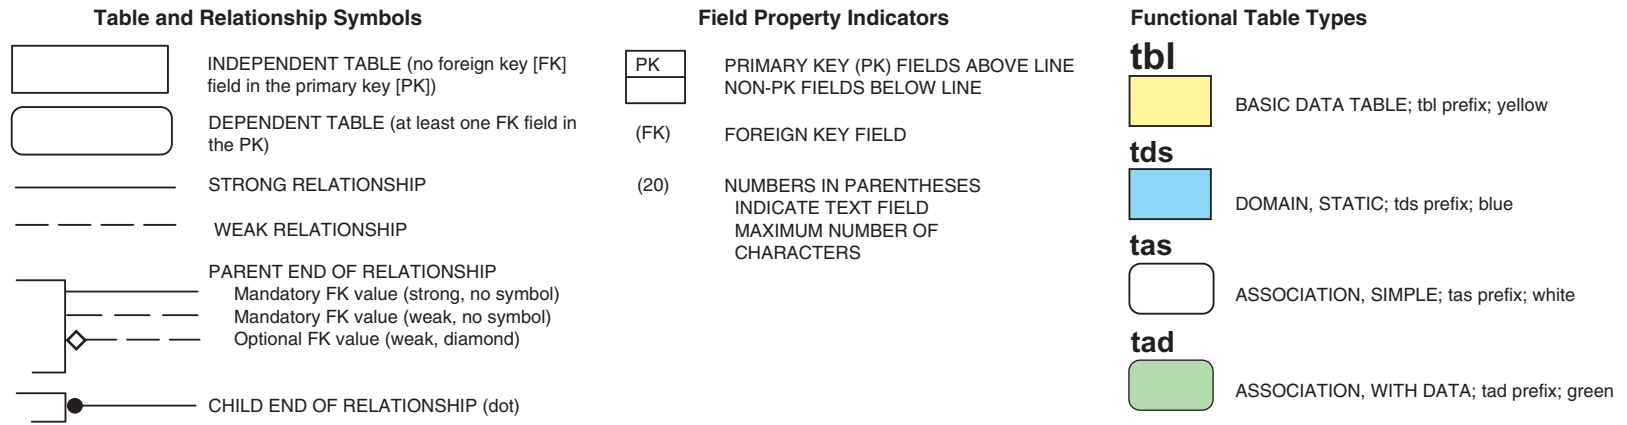 Table and Relationship Symbols
INDEPENDENT TABLE (no foreign key [FK]
field in the primary key [PK])
DEPENDENT TABLE (at least one FK field in
the PK)
STRONG RELATIONSHIP
WEAK RELATIONSHIP
PARENT END OF RELATIONSHIP
Mandatory FK value (strong, no symbol)
Mandatory FK value (weak, no symbol)
Optional FK value (weak, diamond)
CHILD END OF RELATIONSHIP (dot)
Field Property Indicators
PK
PRIMARY KEY (PK) FIELDS ABOVE LINE
NON-PK FIELDS BELOW LINE
(FK)
FOREIGN KEY FIELD
(20)
NUMBERS IN PARENTHESES
INDICATE TEXT FIELD
MAXIMUM NUMBER OF
CHARACTERS
Functional Table Types
tbl
BASIC DATA TABLE; tbl prefix; yellow
tds
DOMAIN, STATIC; tds prefix; blue
tas
ASSOCIATION, SIMPLE; tas prefix; white
tad
ASSOCIATION, WITH DATA; tad prefix; green